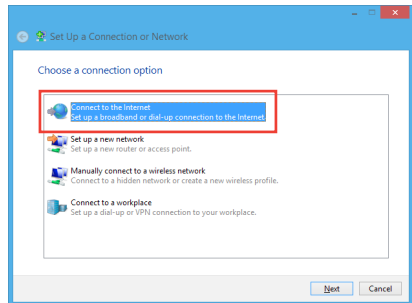 Set Up a Connection or Network
Choose a connection option
Connect to the Internet
Set up a broadband or dial-up connection to the Internet.
Set up a new network
Set up a new router or access point.
Manually connect to a wireless network
Connect to a hidden network or create a new wireless profile.
Connect to a workplace
Set up a dial-up or VPN connection to your workplace.
Next Cancel